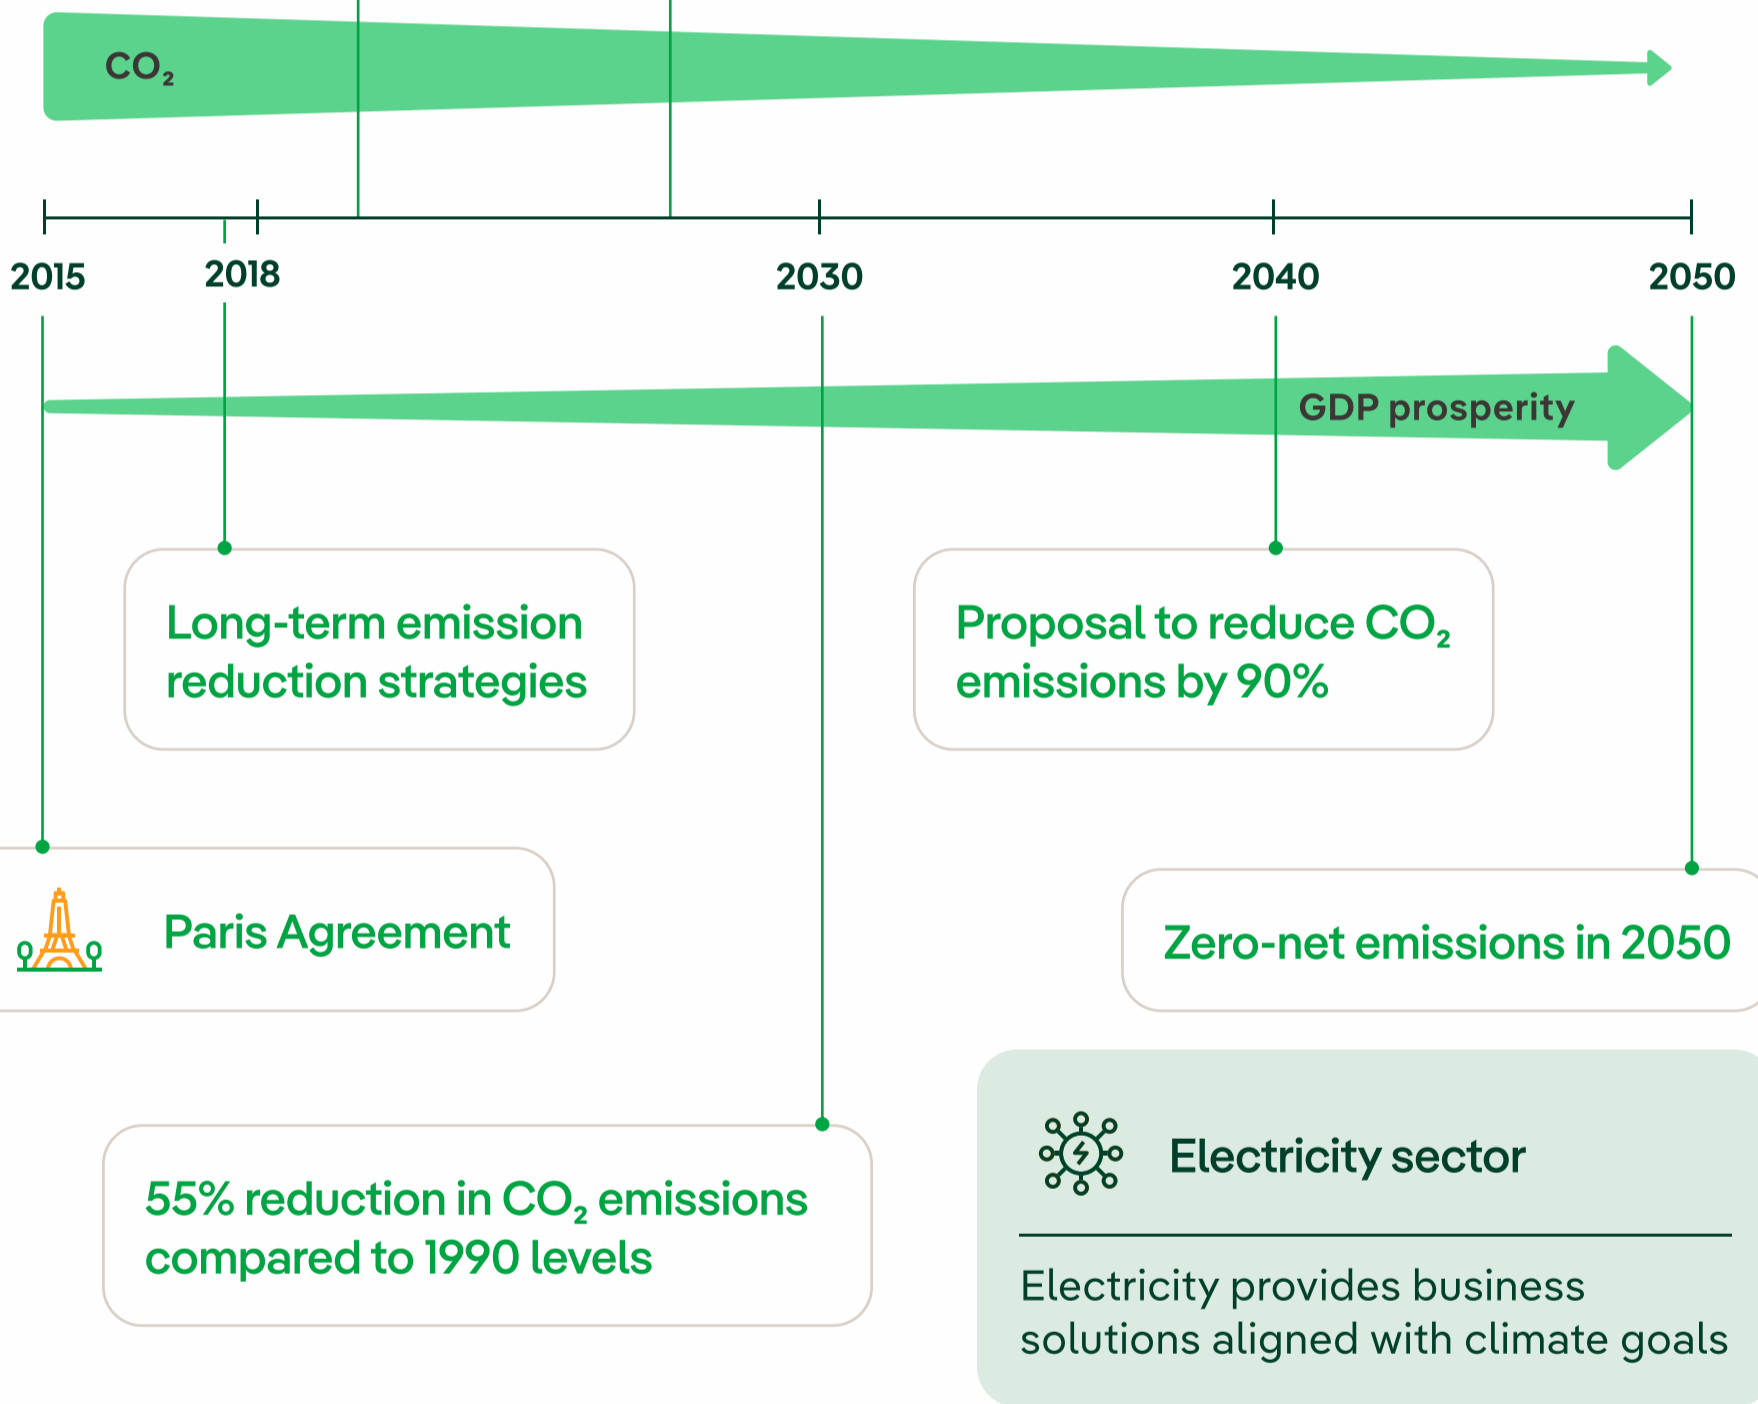 CO₂
2015
2018
2030
2040
2050
GDP prosperity
Long-term emission
reduction strategies
Proposal to reduce CO₂
emissions by 90%
Paris Agreement
Zero-net emissions in 2050
55% reduction in CO₂ emissions
compared to 1990 levels
Electricity sector
Electricity provides business
solutions aligned with climate goals